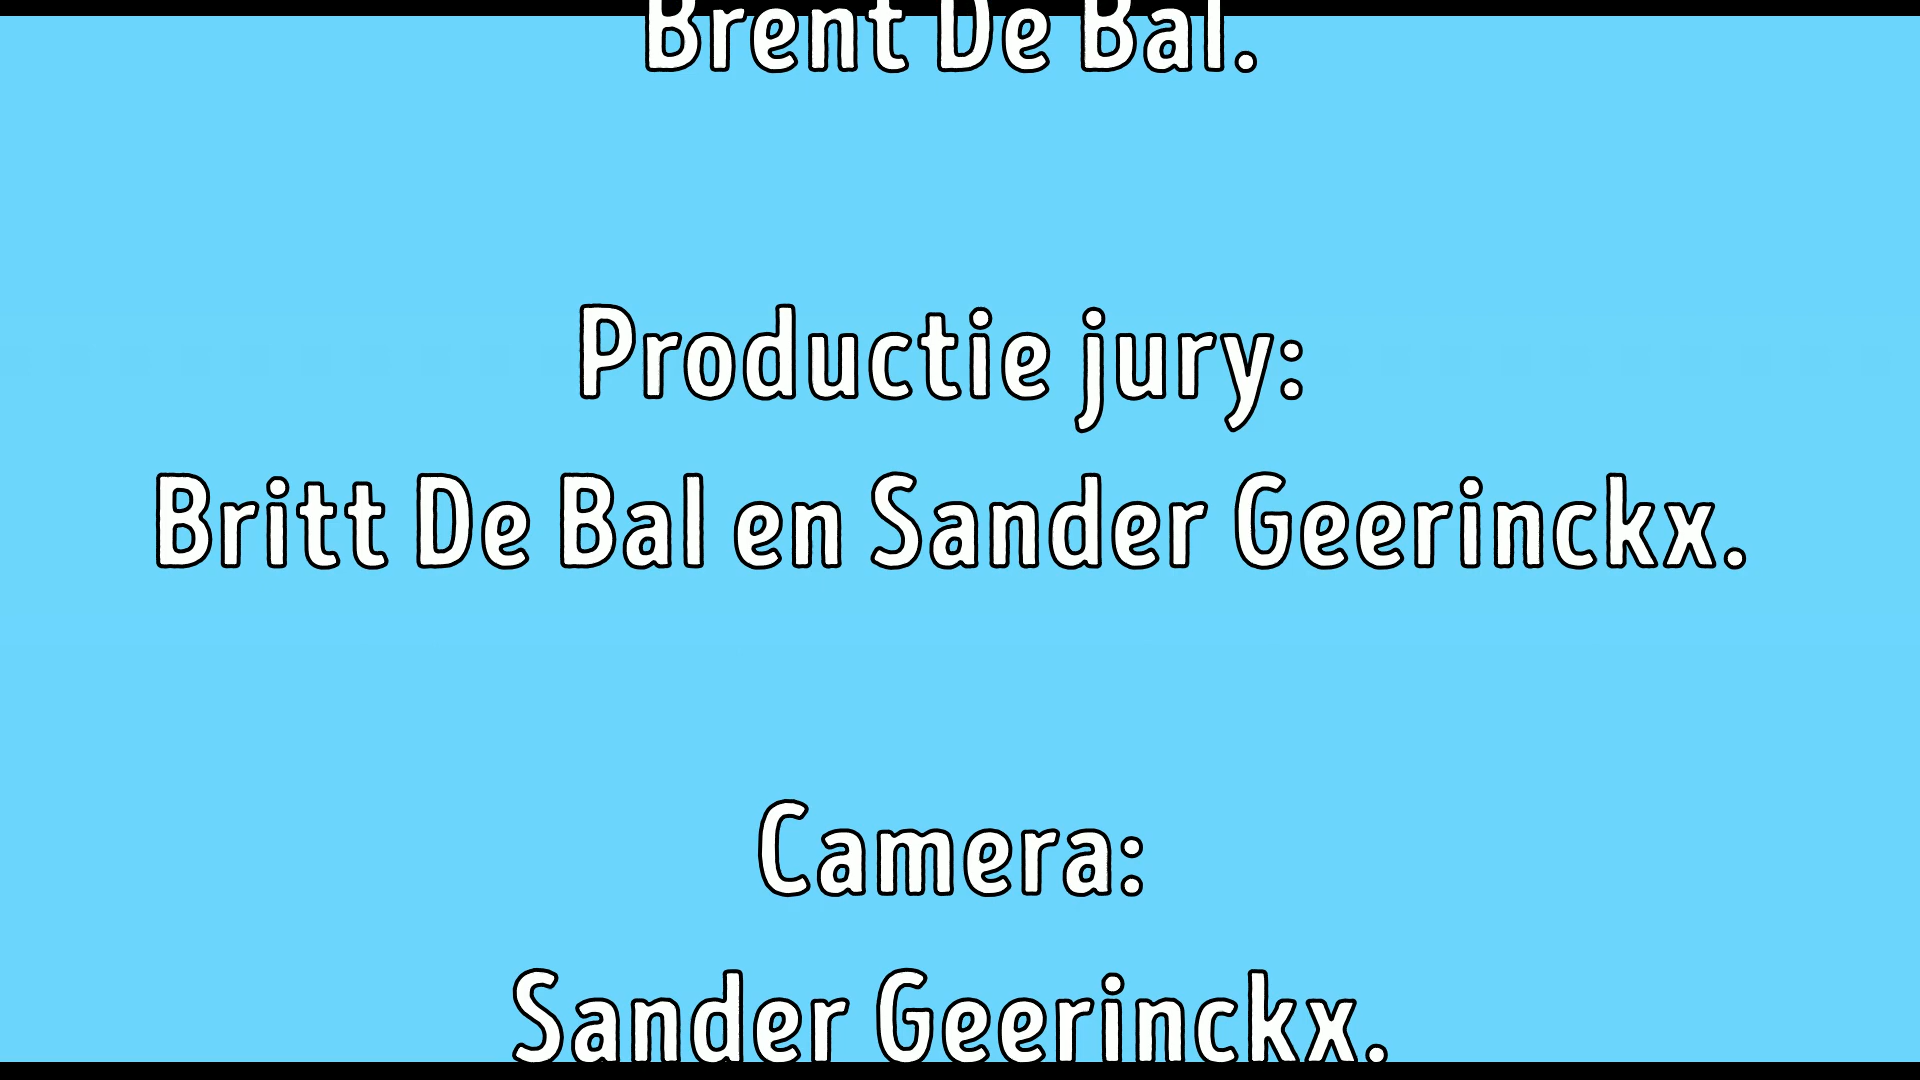 Brent De Bal.
Productie jury:
Britt De Bal en Sander Geerinckx.
Camera:
Sander Geerinckx.